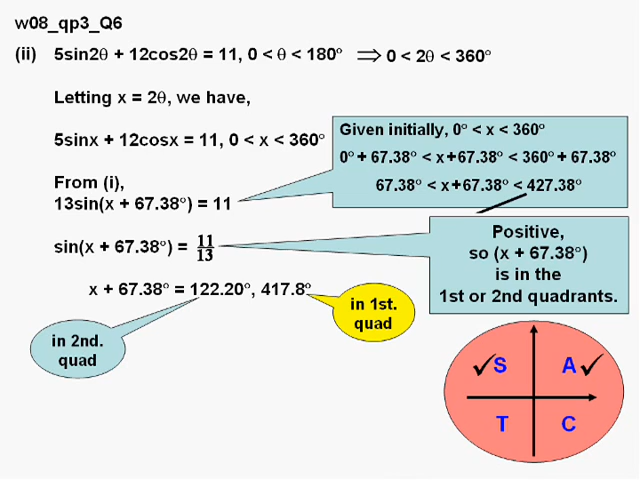 w08_qp3_Q6
(ii) 5sin2θ + 12cos2θ = 11, 0 < θ < 180° ⟹ 0 < 2θ < 360°
Letting x = 2θ, we have,
5sinx + 12cosx = 11, 0 < x < 360°
Given initially, 0° < x < 360°
0° + 67.38° < x + 67.38° < 360° + 67.38°
67.38° < x + 67.38° < 427.38°
From (i),
13sin(x + 67.38°) = 11
sin(x + 67.38°) = 11/13
Positive,
so (x + 67.38°)
is in the
1st or 2nd quadrants.
x + 67.38° = 122.20°, 417.8°
in 1st.
quad
in 2nd.
quad
✓S A✓
T C